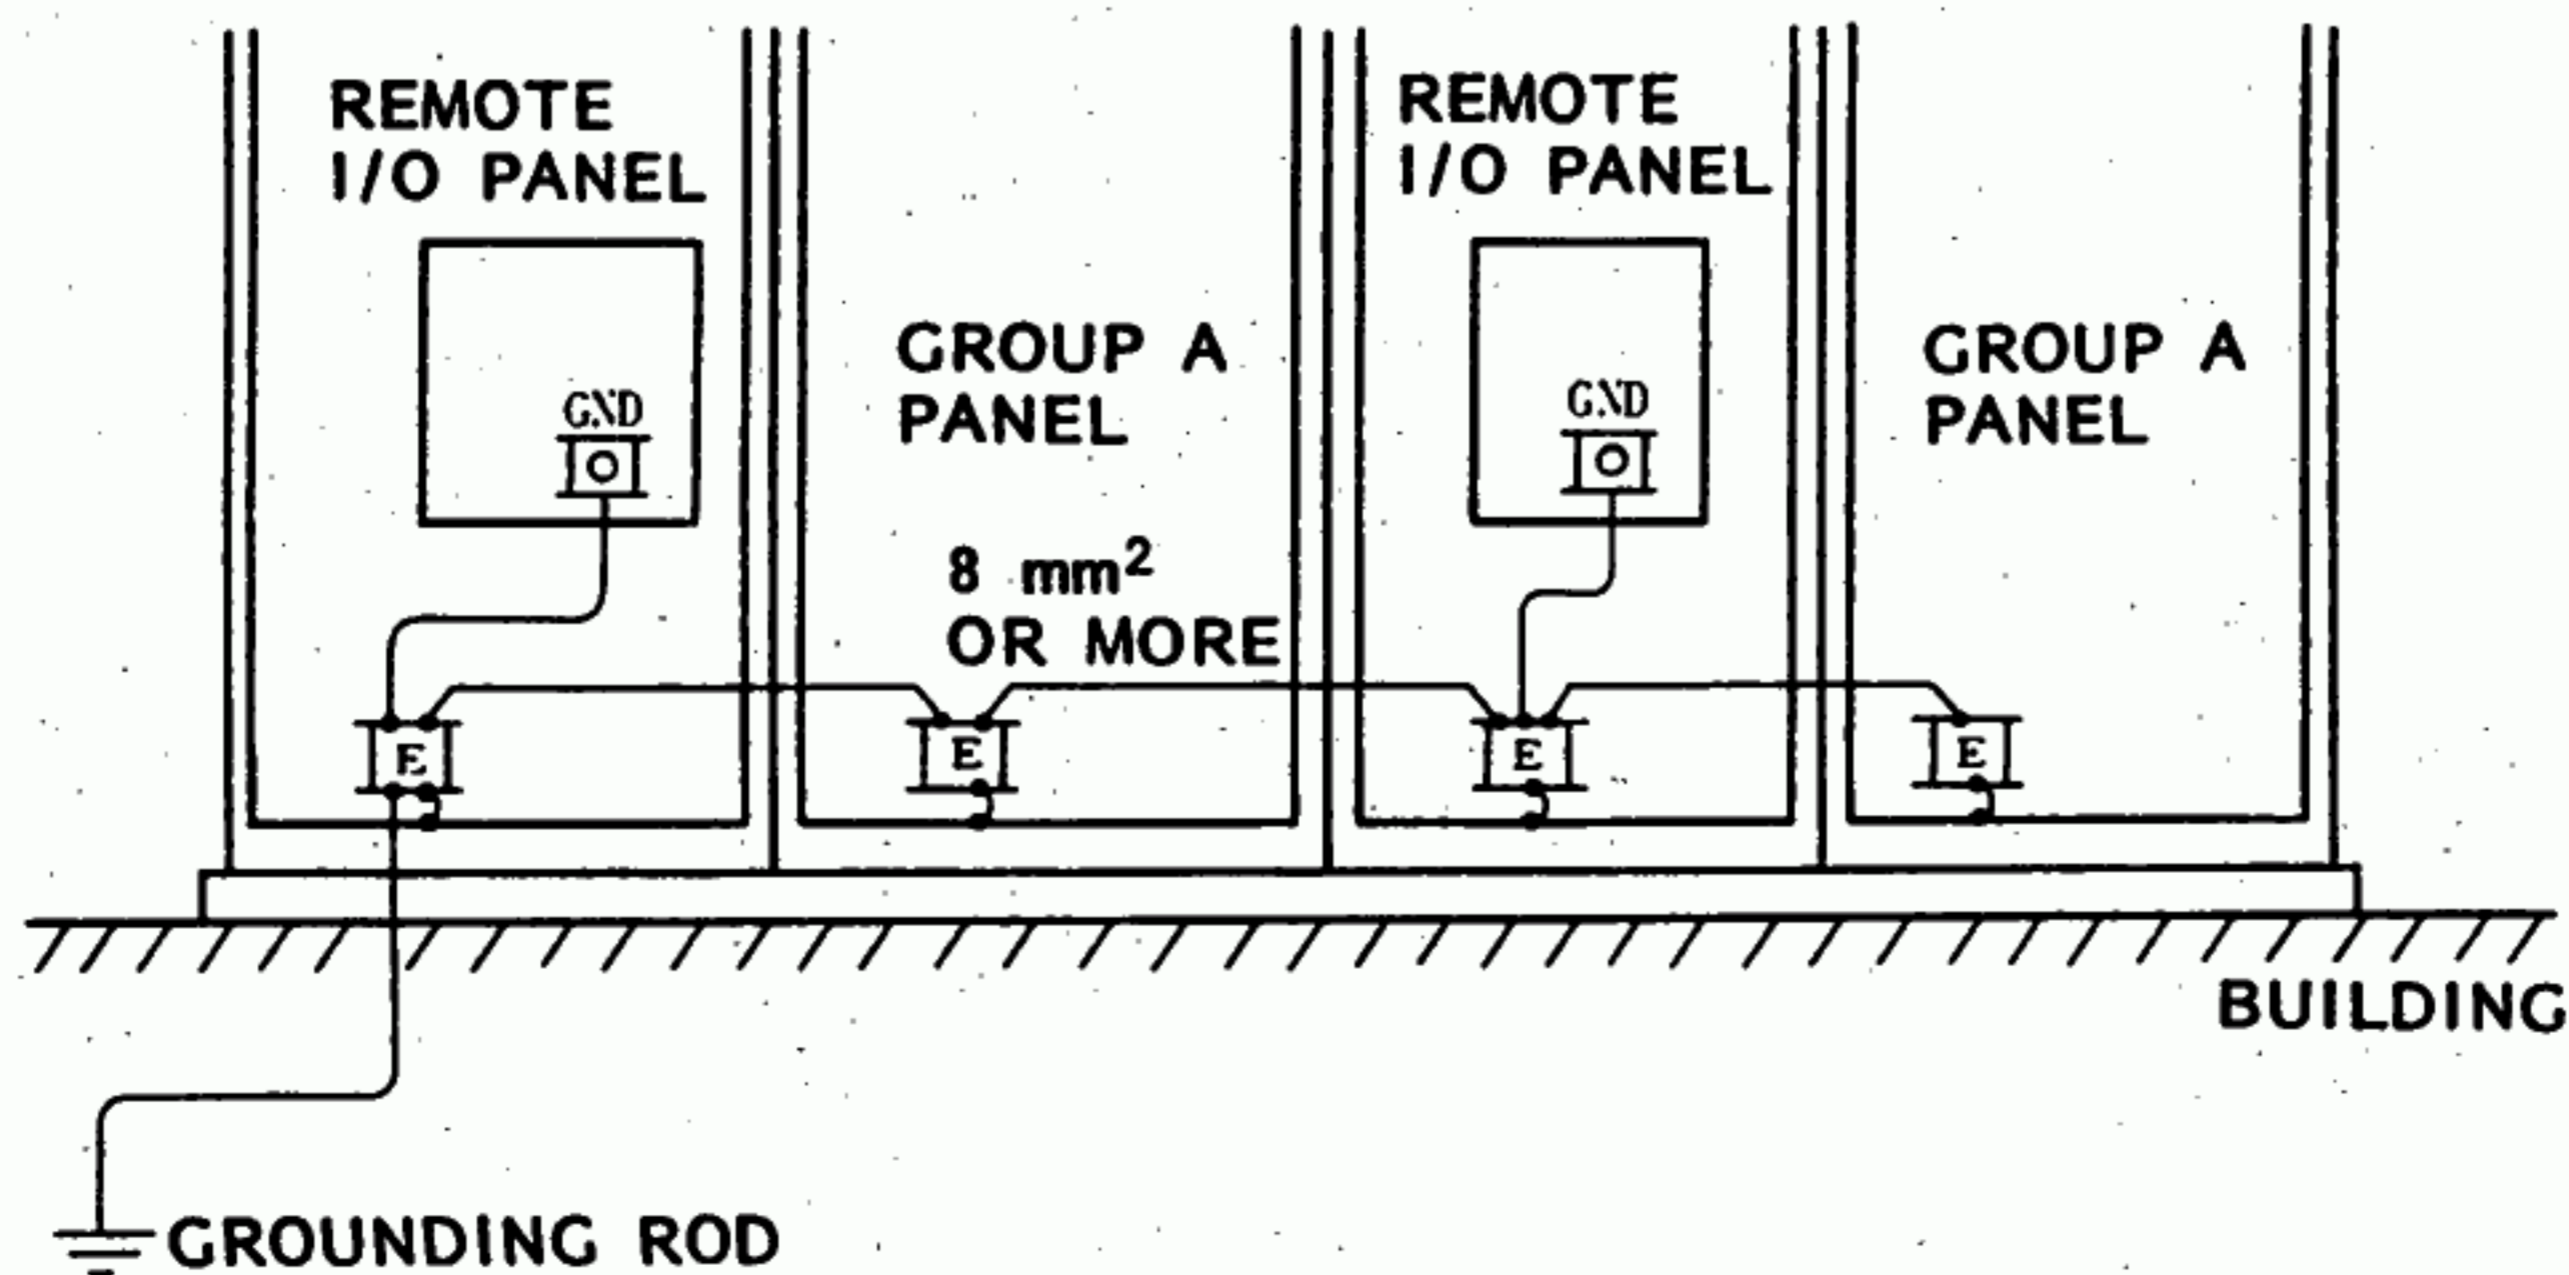 REMOTE
I/O PANEL
GND
E
GROUP A
PANEL
8 mm²
OR MORE
E
REMOTE
I/O PANEL
GND
E
GROUP A
PANEL
E
BUILDING
GROUNDING ROD